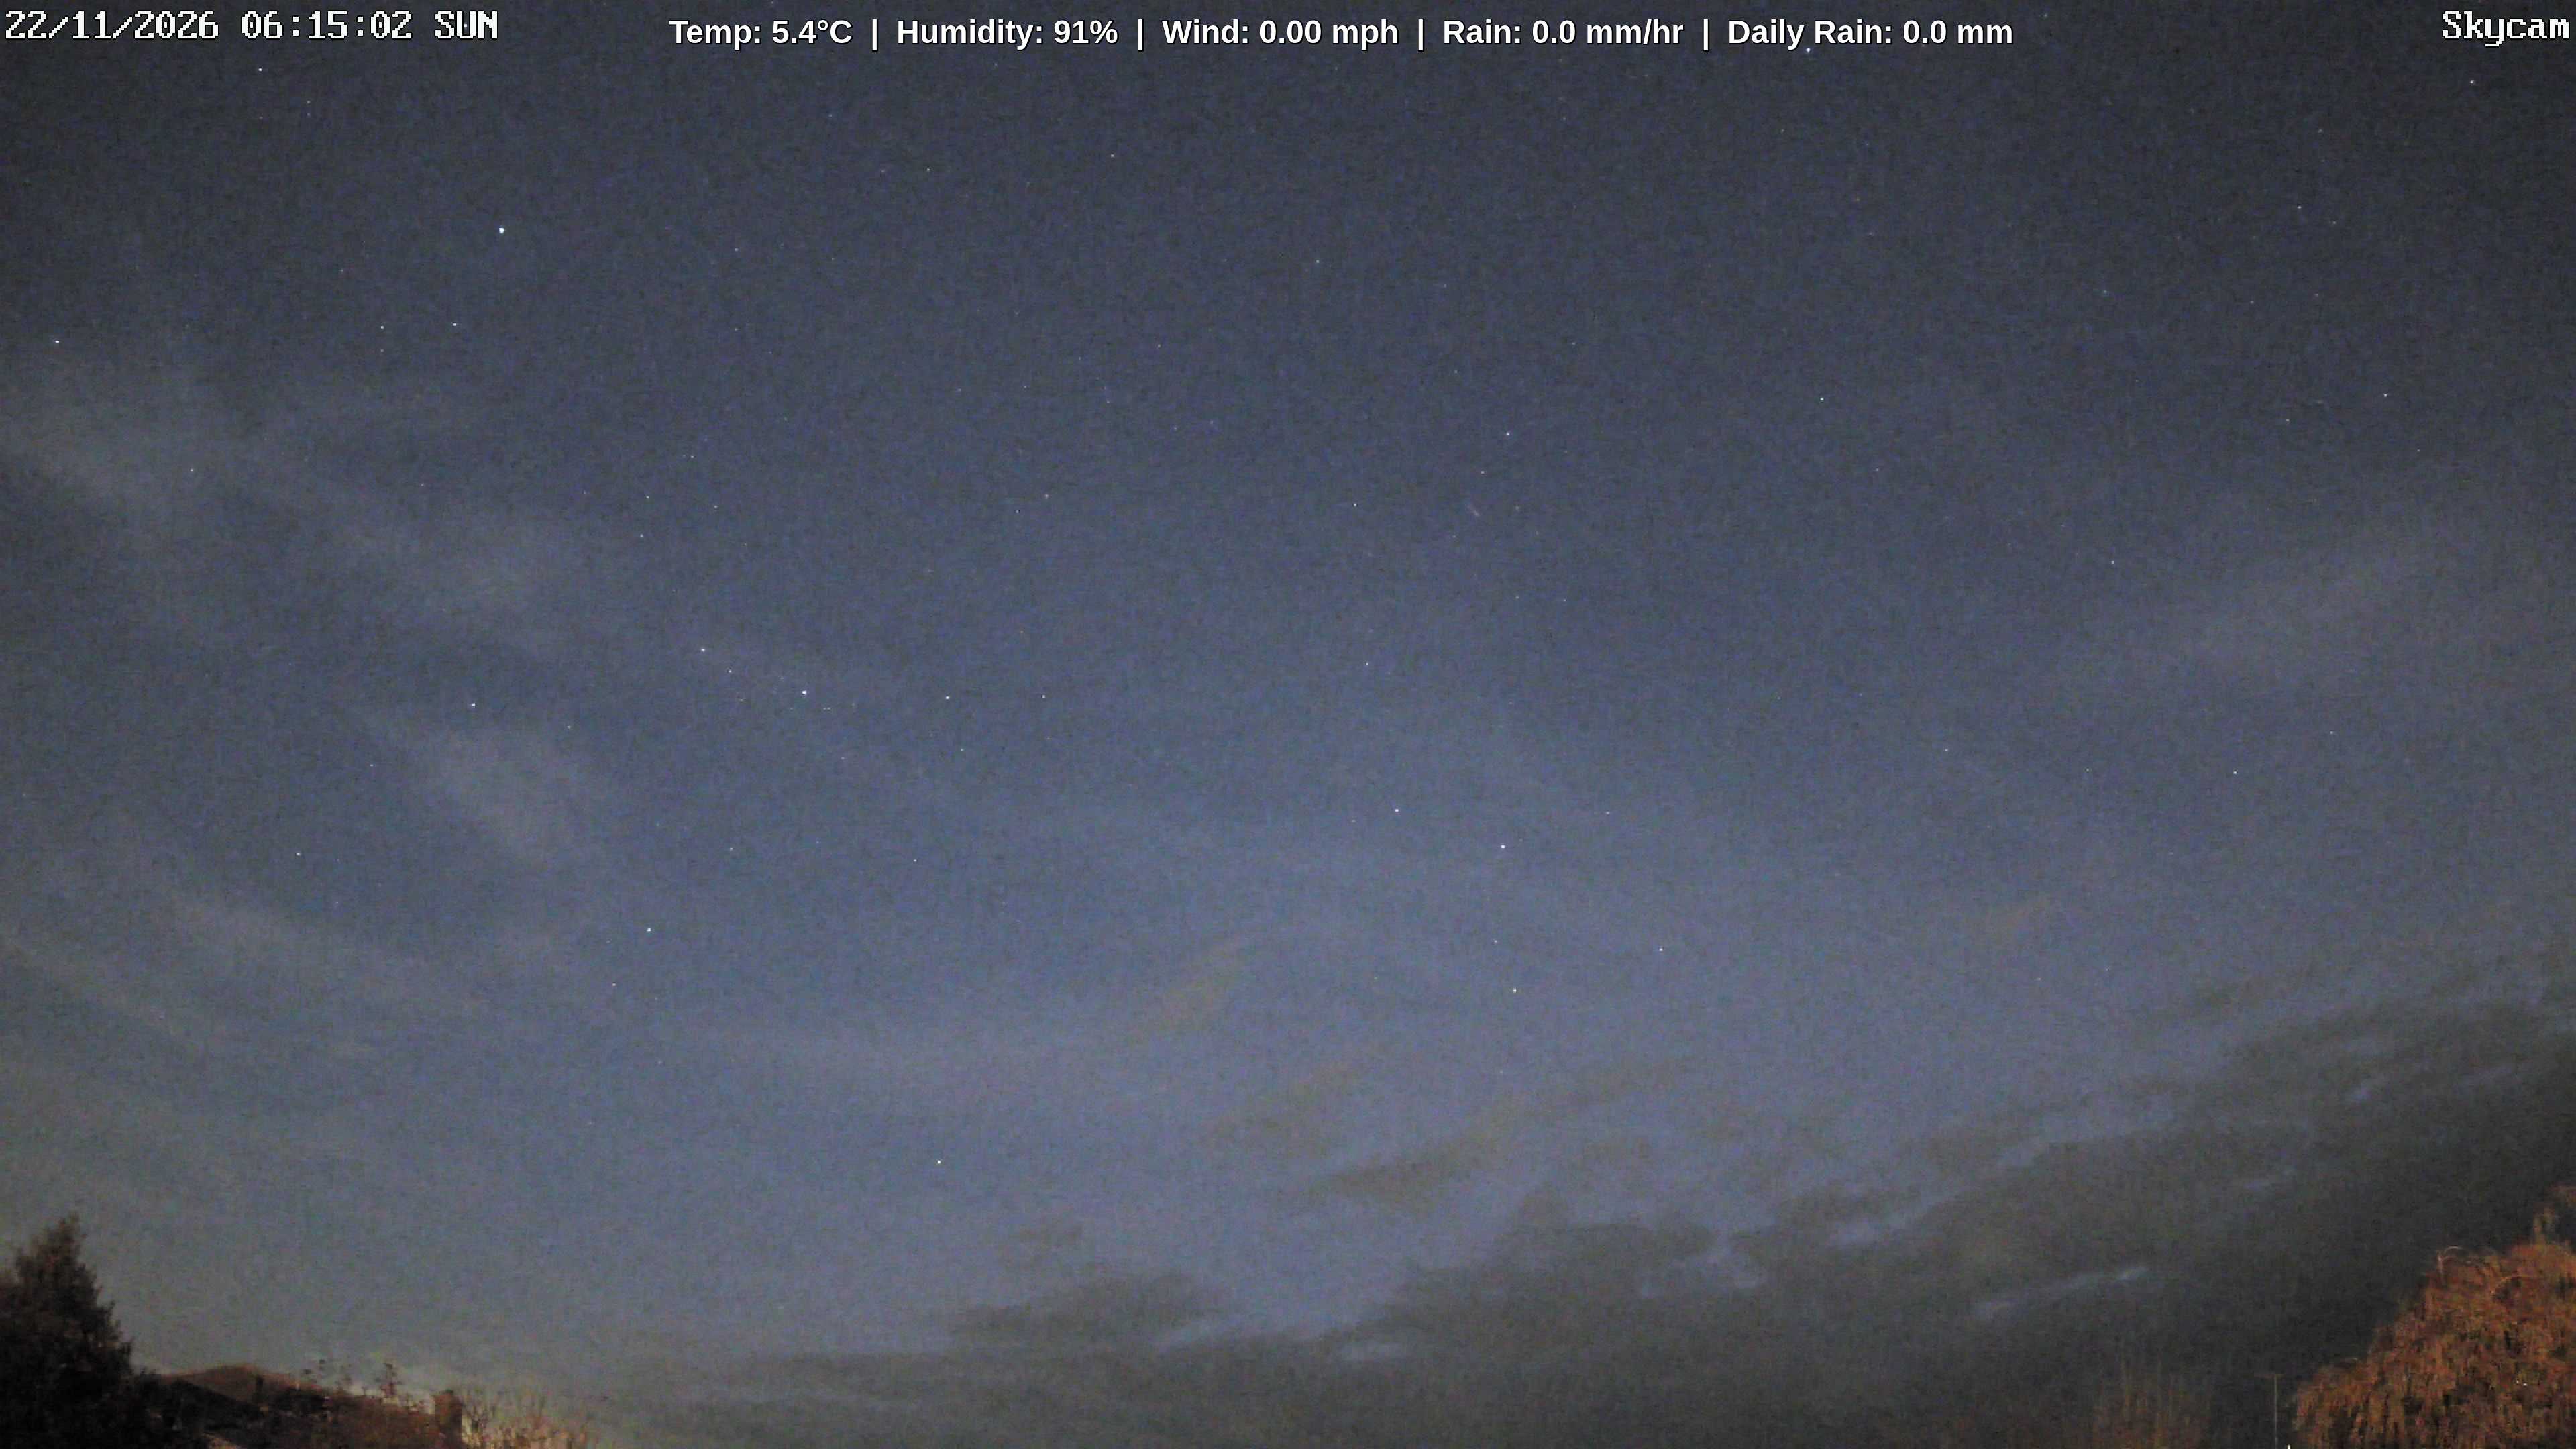 22/11/2026 06:15:02 SUN
Temp: 5.4°C | Humidity: 91% | Wind: 0.00 mph | Rain: 0.0 mm/hr | Daily Rain: 0.0 mm
Skycam